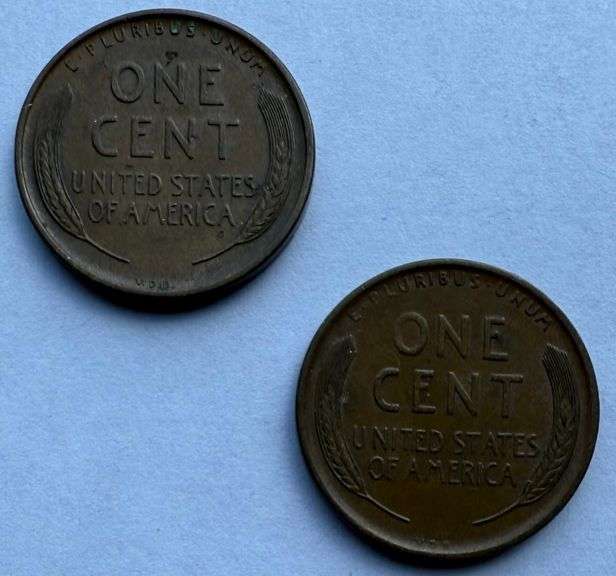 E·PLURIBUS·UNUM
ONE
CENT
UNITED STATES
OF AMERICA
V.D.B.
E·PLURIBUS·UNUM
ONE
CENT
UNITED STATES
OF AMERICA